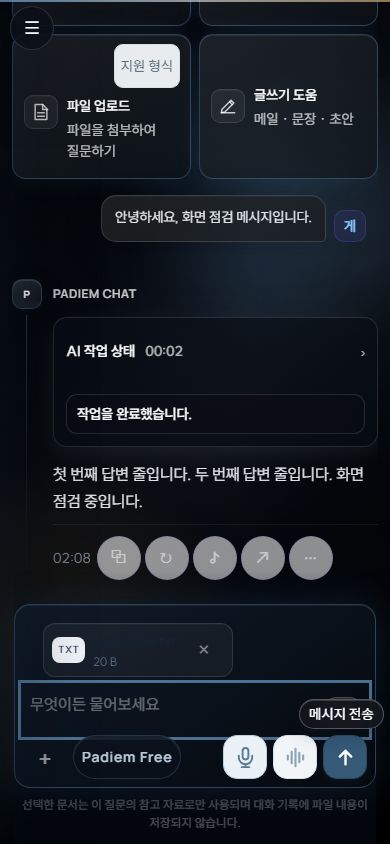 지원 형식
파일 업로드
파일을 첨부하여
질문하기
글쓰기 도움
메일 · 문장 · 초안
안녕하세요, 화면 점검 메시지입니다.
게
P
PADIEM CHAT
AI 작업 상태 00:02
작업을 완료했습니다.
첫 번째 답변 줄입니다. 두 번째 답변 줄입니다. 화면
점검 중입니다.
02:08
TXT
20 B
무엇이든 물어보세요
메시지 전송
Padiem Free
선택한 문서는 이 질문의 참고 자료로만 사용되며 대화 기록에 파일 내용이
저장되지 않습니다.